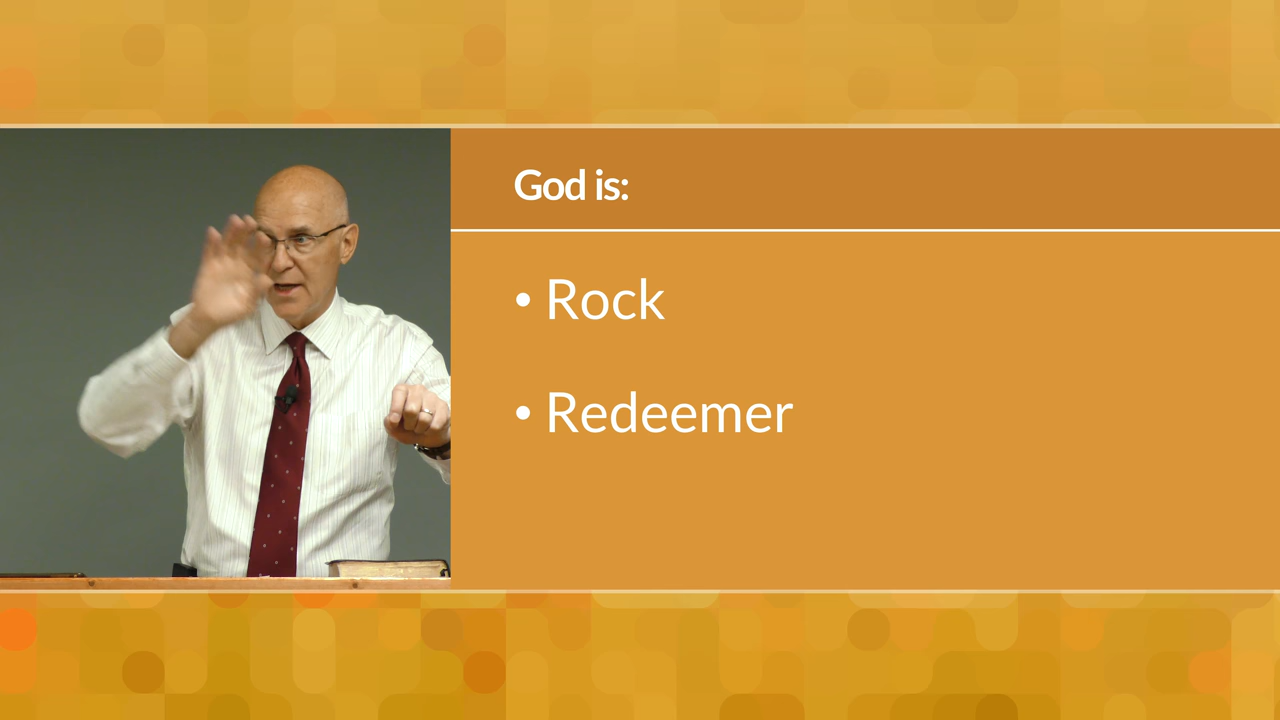 God is:
• Rock
• Redeemer